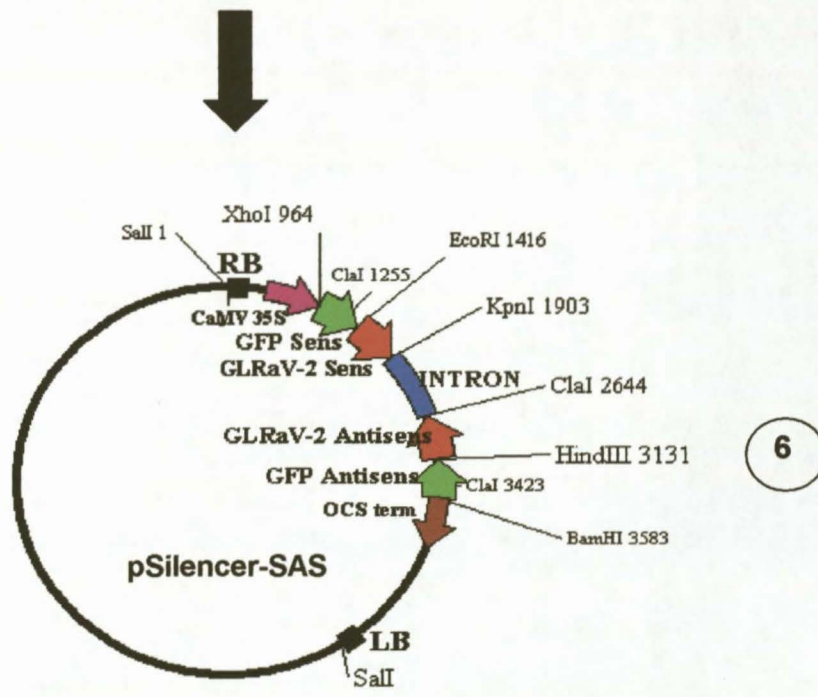 XhoI 964
SalI 1
EcoRI 1416
RB
ClaI 1255
KpnI 1903
CaMV 35S
GFP Sens
GLRaV-2 Sens
INTRON
ClaI 2644
GLRaV-2 Antisens
HindIII 3131
6
GFP Antisens
ClaI 3423
OCS term
BamHI 3583
pSilencer-SAS
LB
SalI